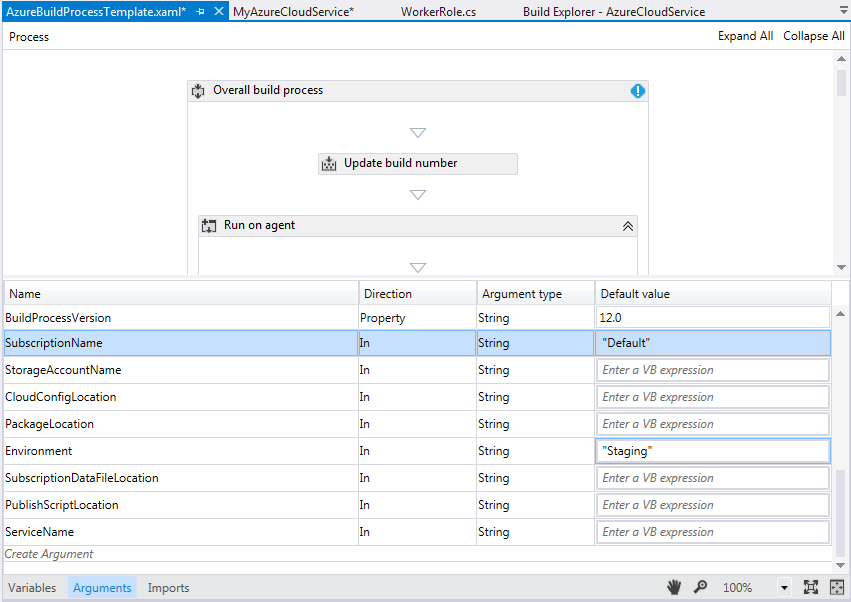 AzureBuildProcessTemplate.xaml* MyAzureCloudService* WorkerRole.cs Build Explorer - AzureCloudService
Process Expand All Collapse All
Overall build process
Update build number
Run on agent
Name Direction Argument type Default value
BuildProcessVersion Property String 12.0
SubscriptionName In String "Default"
StorageAccountName In String Enter a VB expression
CloudConfigLocation In String Enter a VB expression
PackageLocation In String Enter a VB expression
Environment In String "Staging"
SubscriptionDataFileLocation In String Enter a VB expression
PublishScriptLocation In String Enter a VB expression
ServiceName In String Enter a VB expression
Create Argument
Variables Arguments Imports 100%